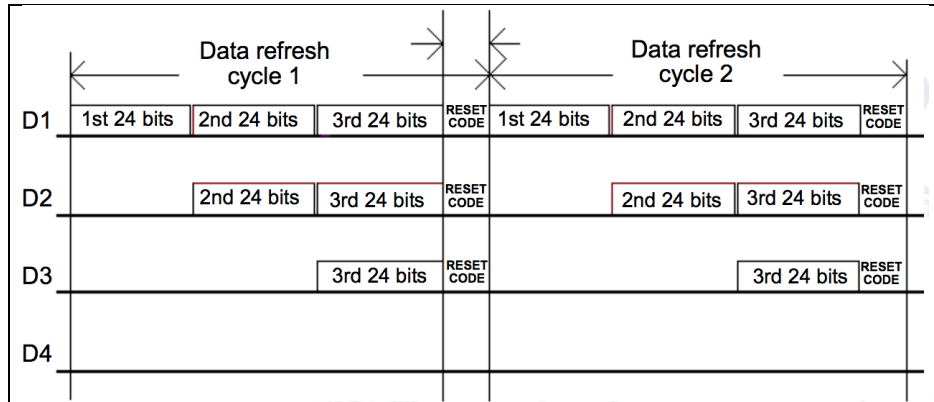 Data refresh
cycle 1
Data refresh
cycle 2
D1 1st 24 bits 2nd 24 bits 3rd 24 bits RESET CODE 1st 24 bits 2nd 24 bits 3rd 24 bits RESET CODE
D2 2nd 24 bits 3rd 24 bits RESET CODE 2nd 24 bits 3rd 24 bits RESET CODE
D3 3rd 24 bits RESET CODE 3rd 24 bits RESET CODE
D4